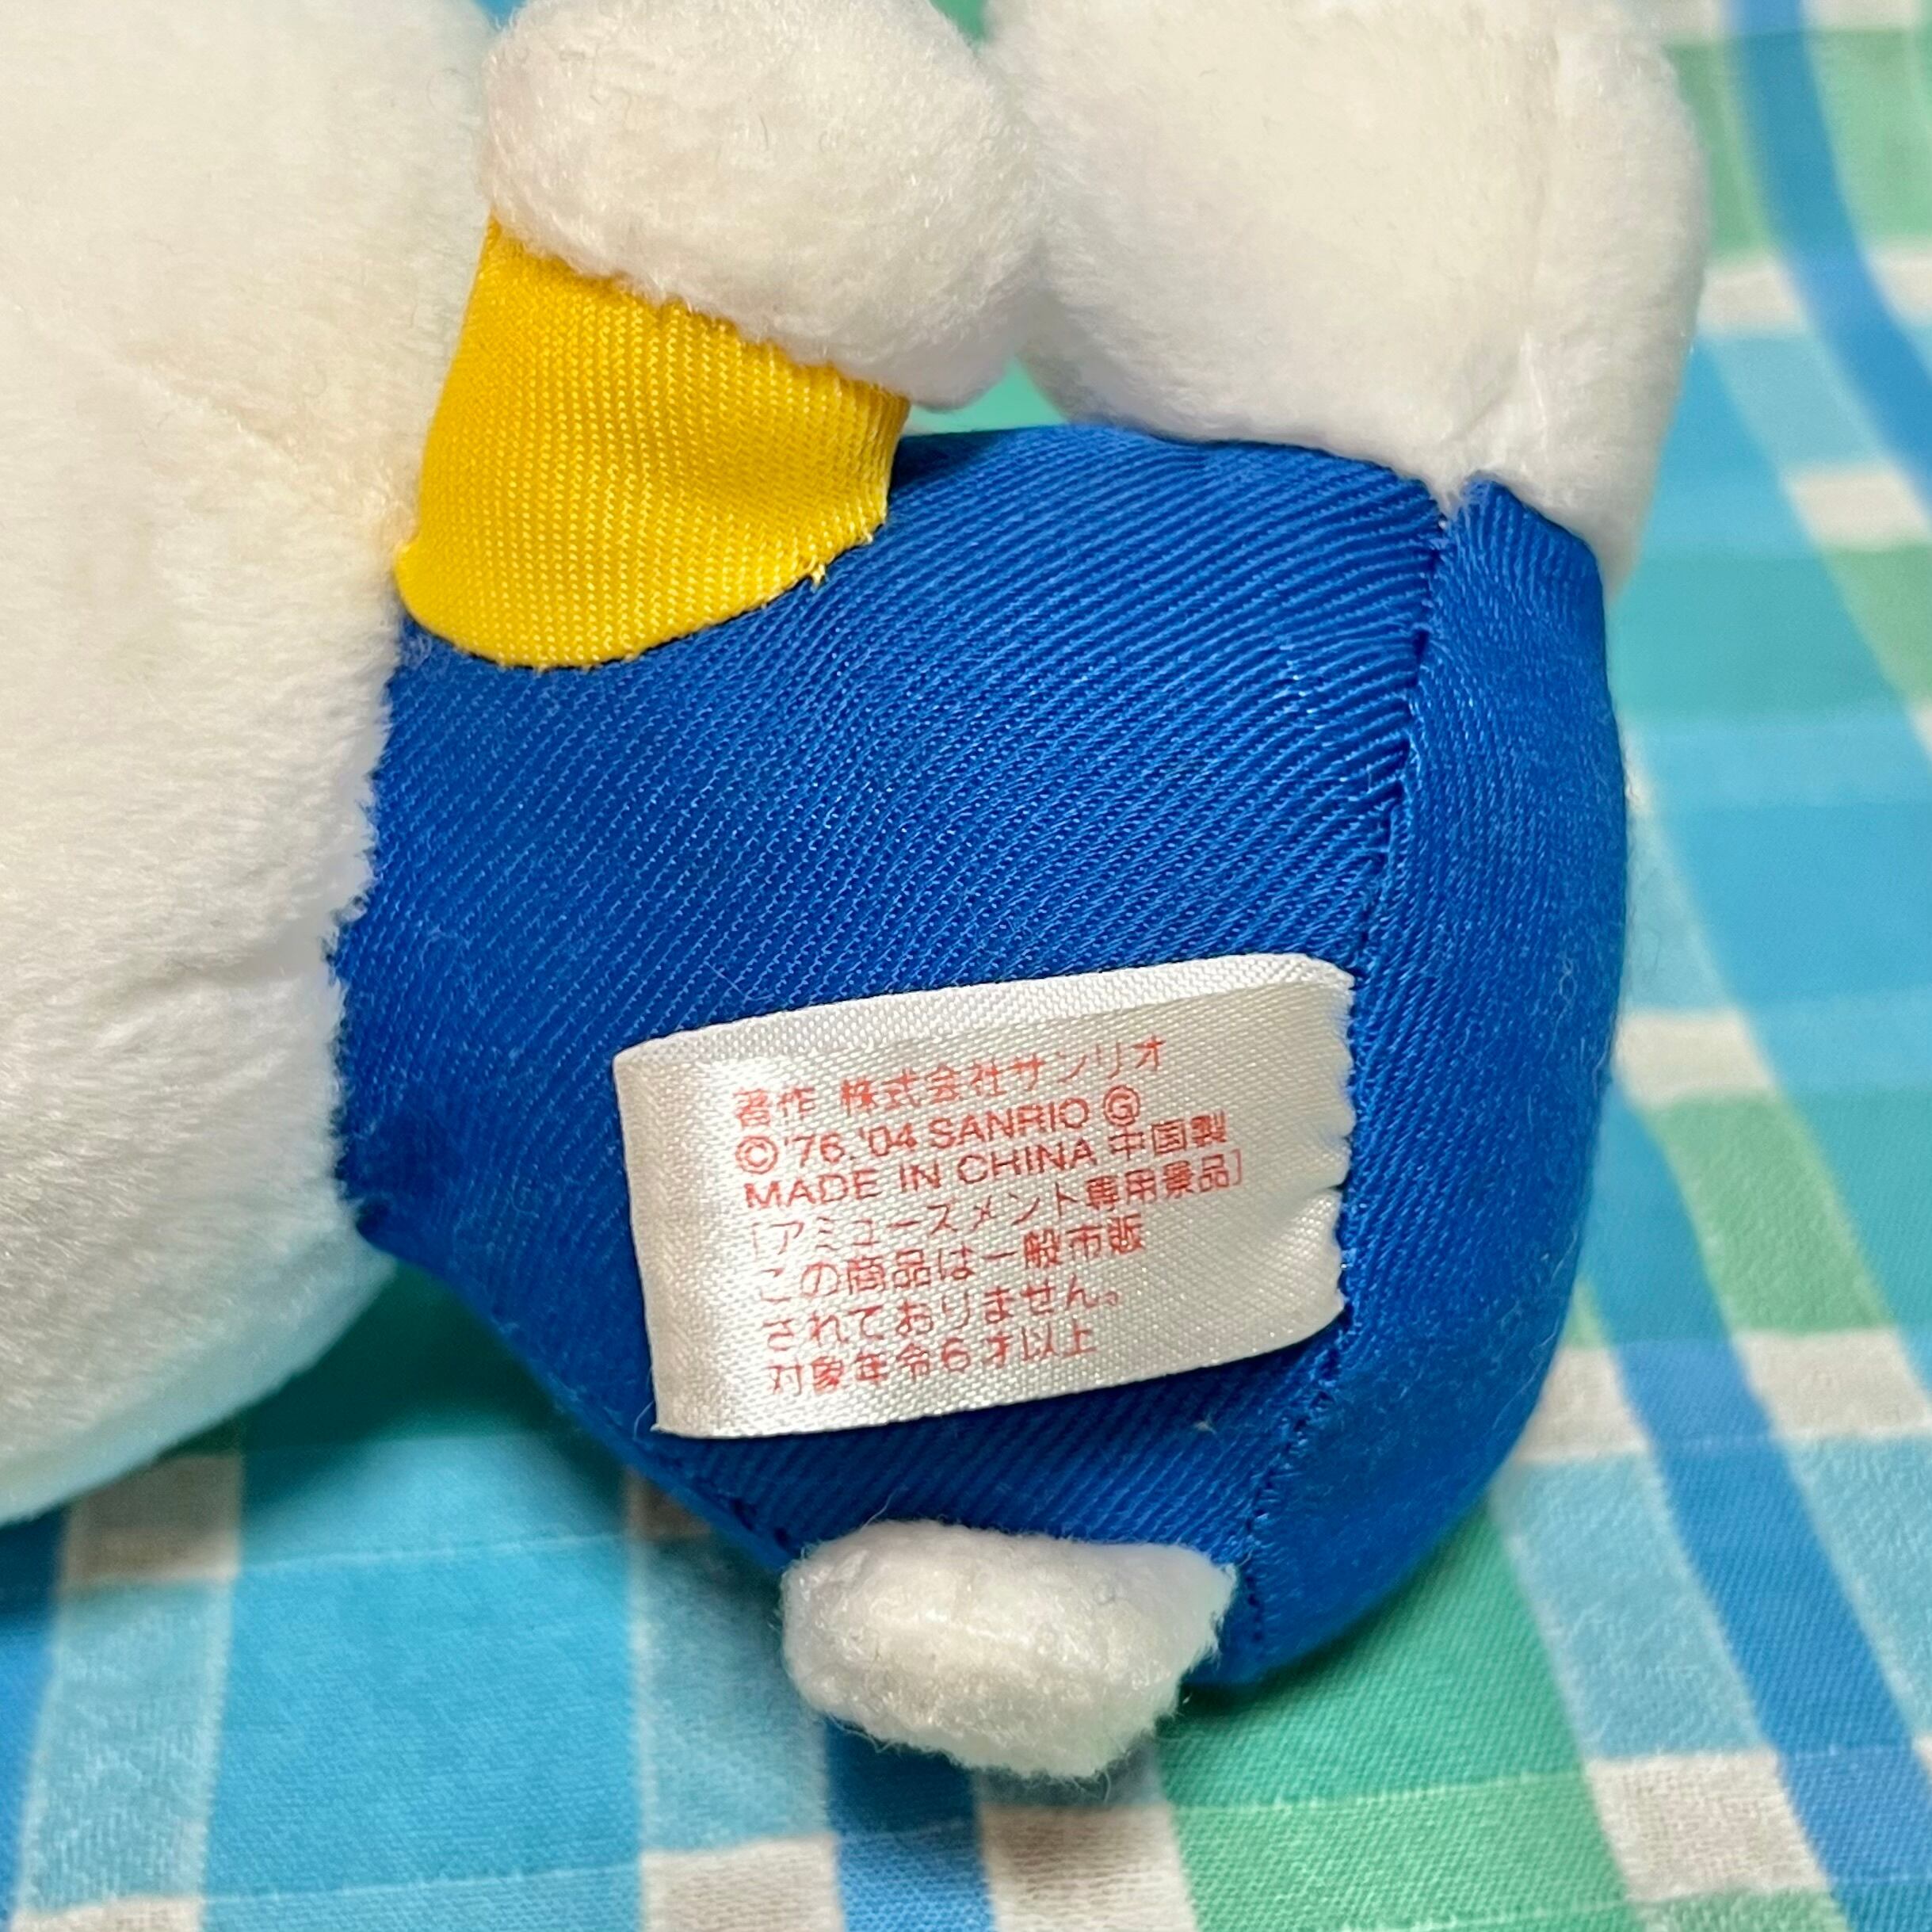 著作 株式会社サンリオ
©'76.'04 SANRIO Ⓖ
MADE IN CHINA 中国製
[アミューズメント専用景品]
この商品は一般市販
されておりません。
対象年令6才以上